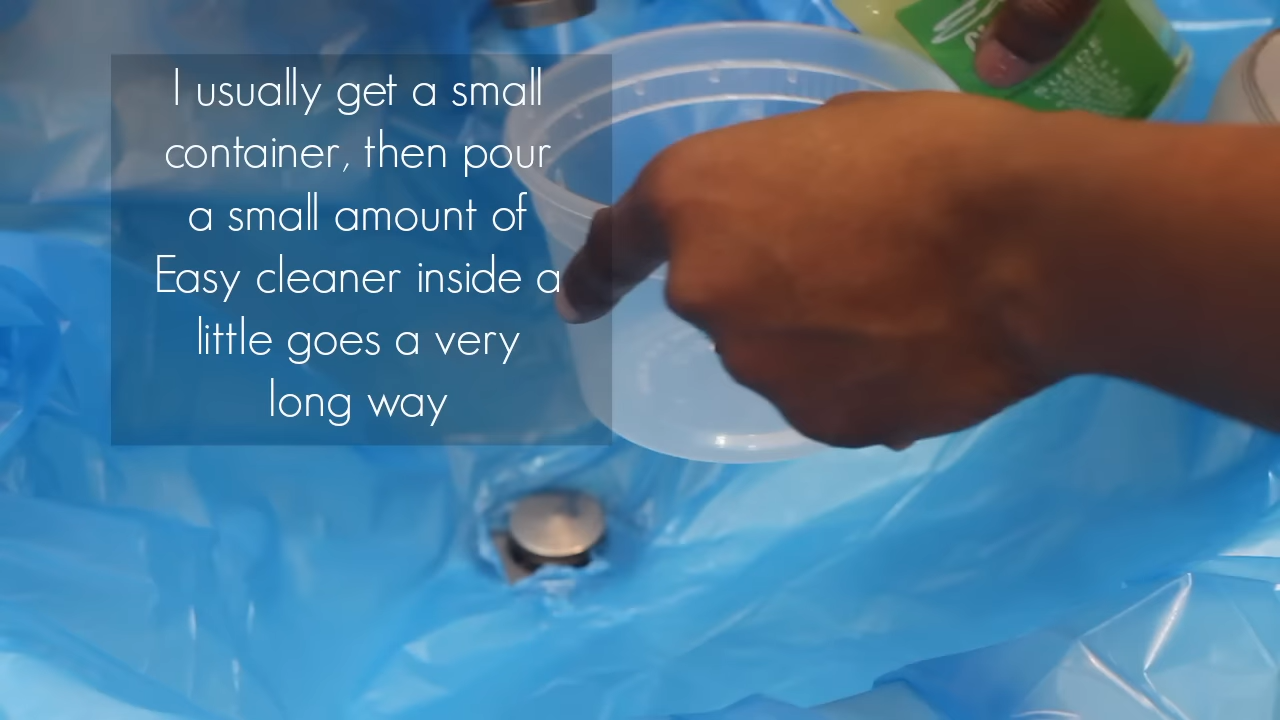 I usually get a small
container, then pour
a small amount of
Easy cleaner inside a
little goes a very
long way